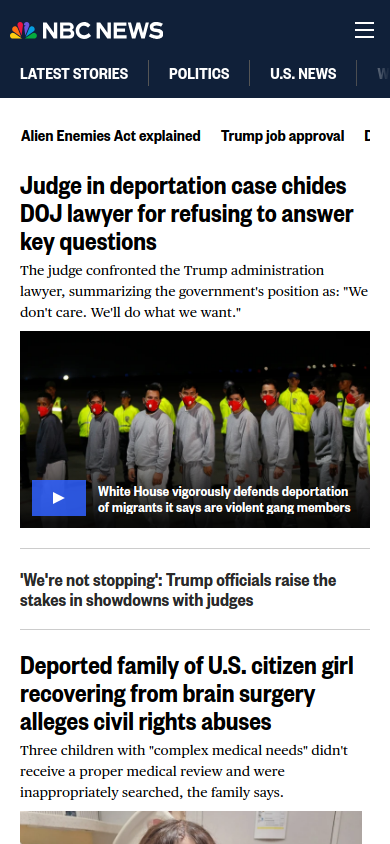 NBC NEWS
LATEST STORIES
POLITICS
U.S. NEWS
Alien Enemies Act explained
Trump job approval
Judge in deportation case chides
DOJ lawyer for refusing to answer
key questions
The judge confronted the Trump administration
lawyer, summarizing the government's position as: "We
don't care. We'll do what we want."
White House vigorously defends deportation
of migrants it says are violent gang members
'We're not stopping': Trump officials raise the
stakes in showdowns with judges
Deported family of U.S. citizen girl
recovering from brain surgery
alleges civil rights abuses
Three children with "complex medical needs" didn't
receive a proper medical review and were
inappropriately searched, the family says.